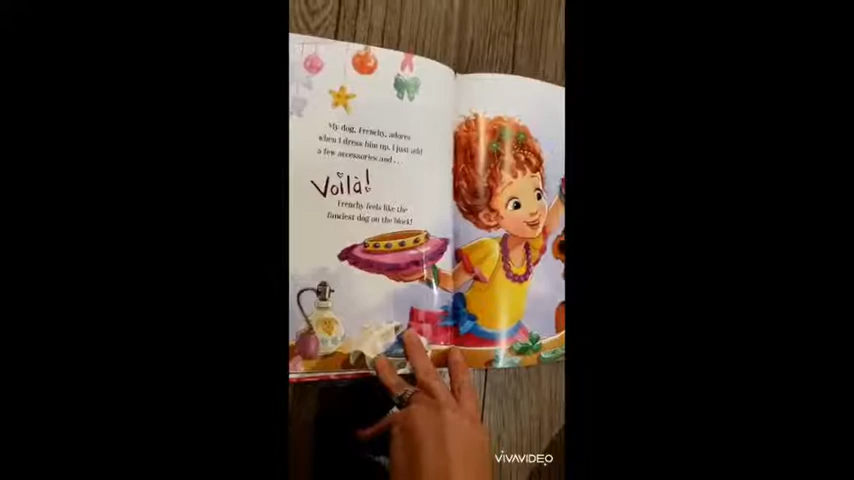 My dog, Frenchy, adores
when I dress him up. I just add
a few accessories and . . .
Voilà!
Frenchy feels like the
fanciest dog on the block!
VIVAVIDEO